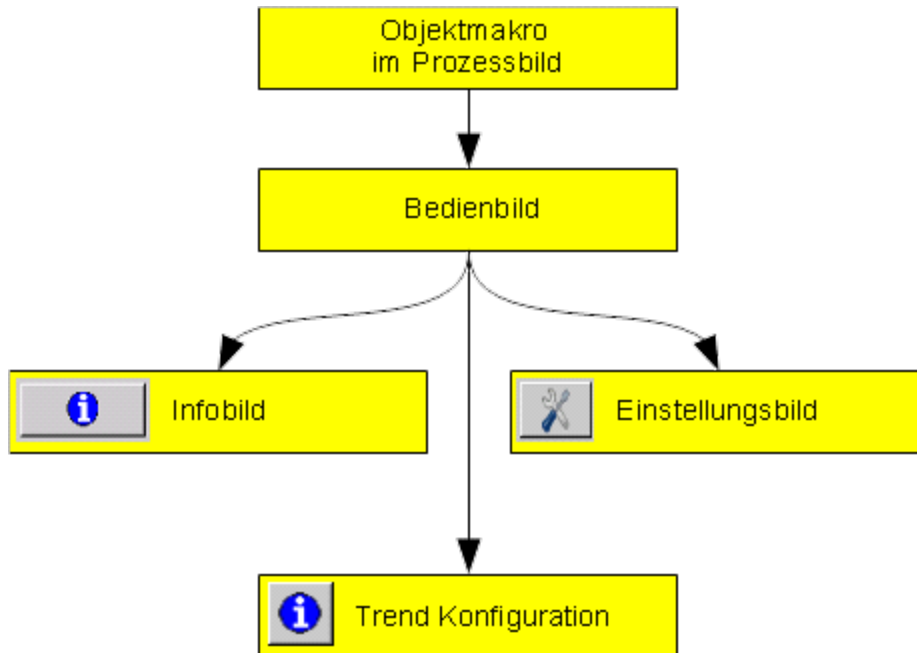 Objektmakro
im Prozessbild
Bedienbild
Infobild
Einstellungsbild
Trend Konfiguration